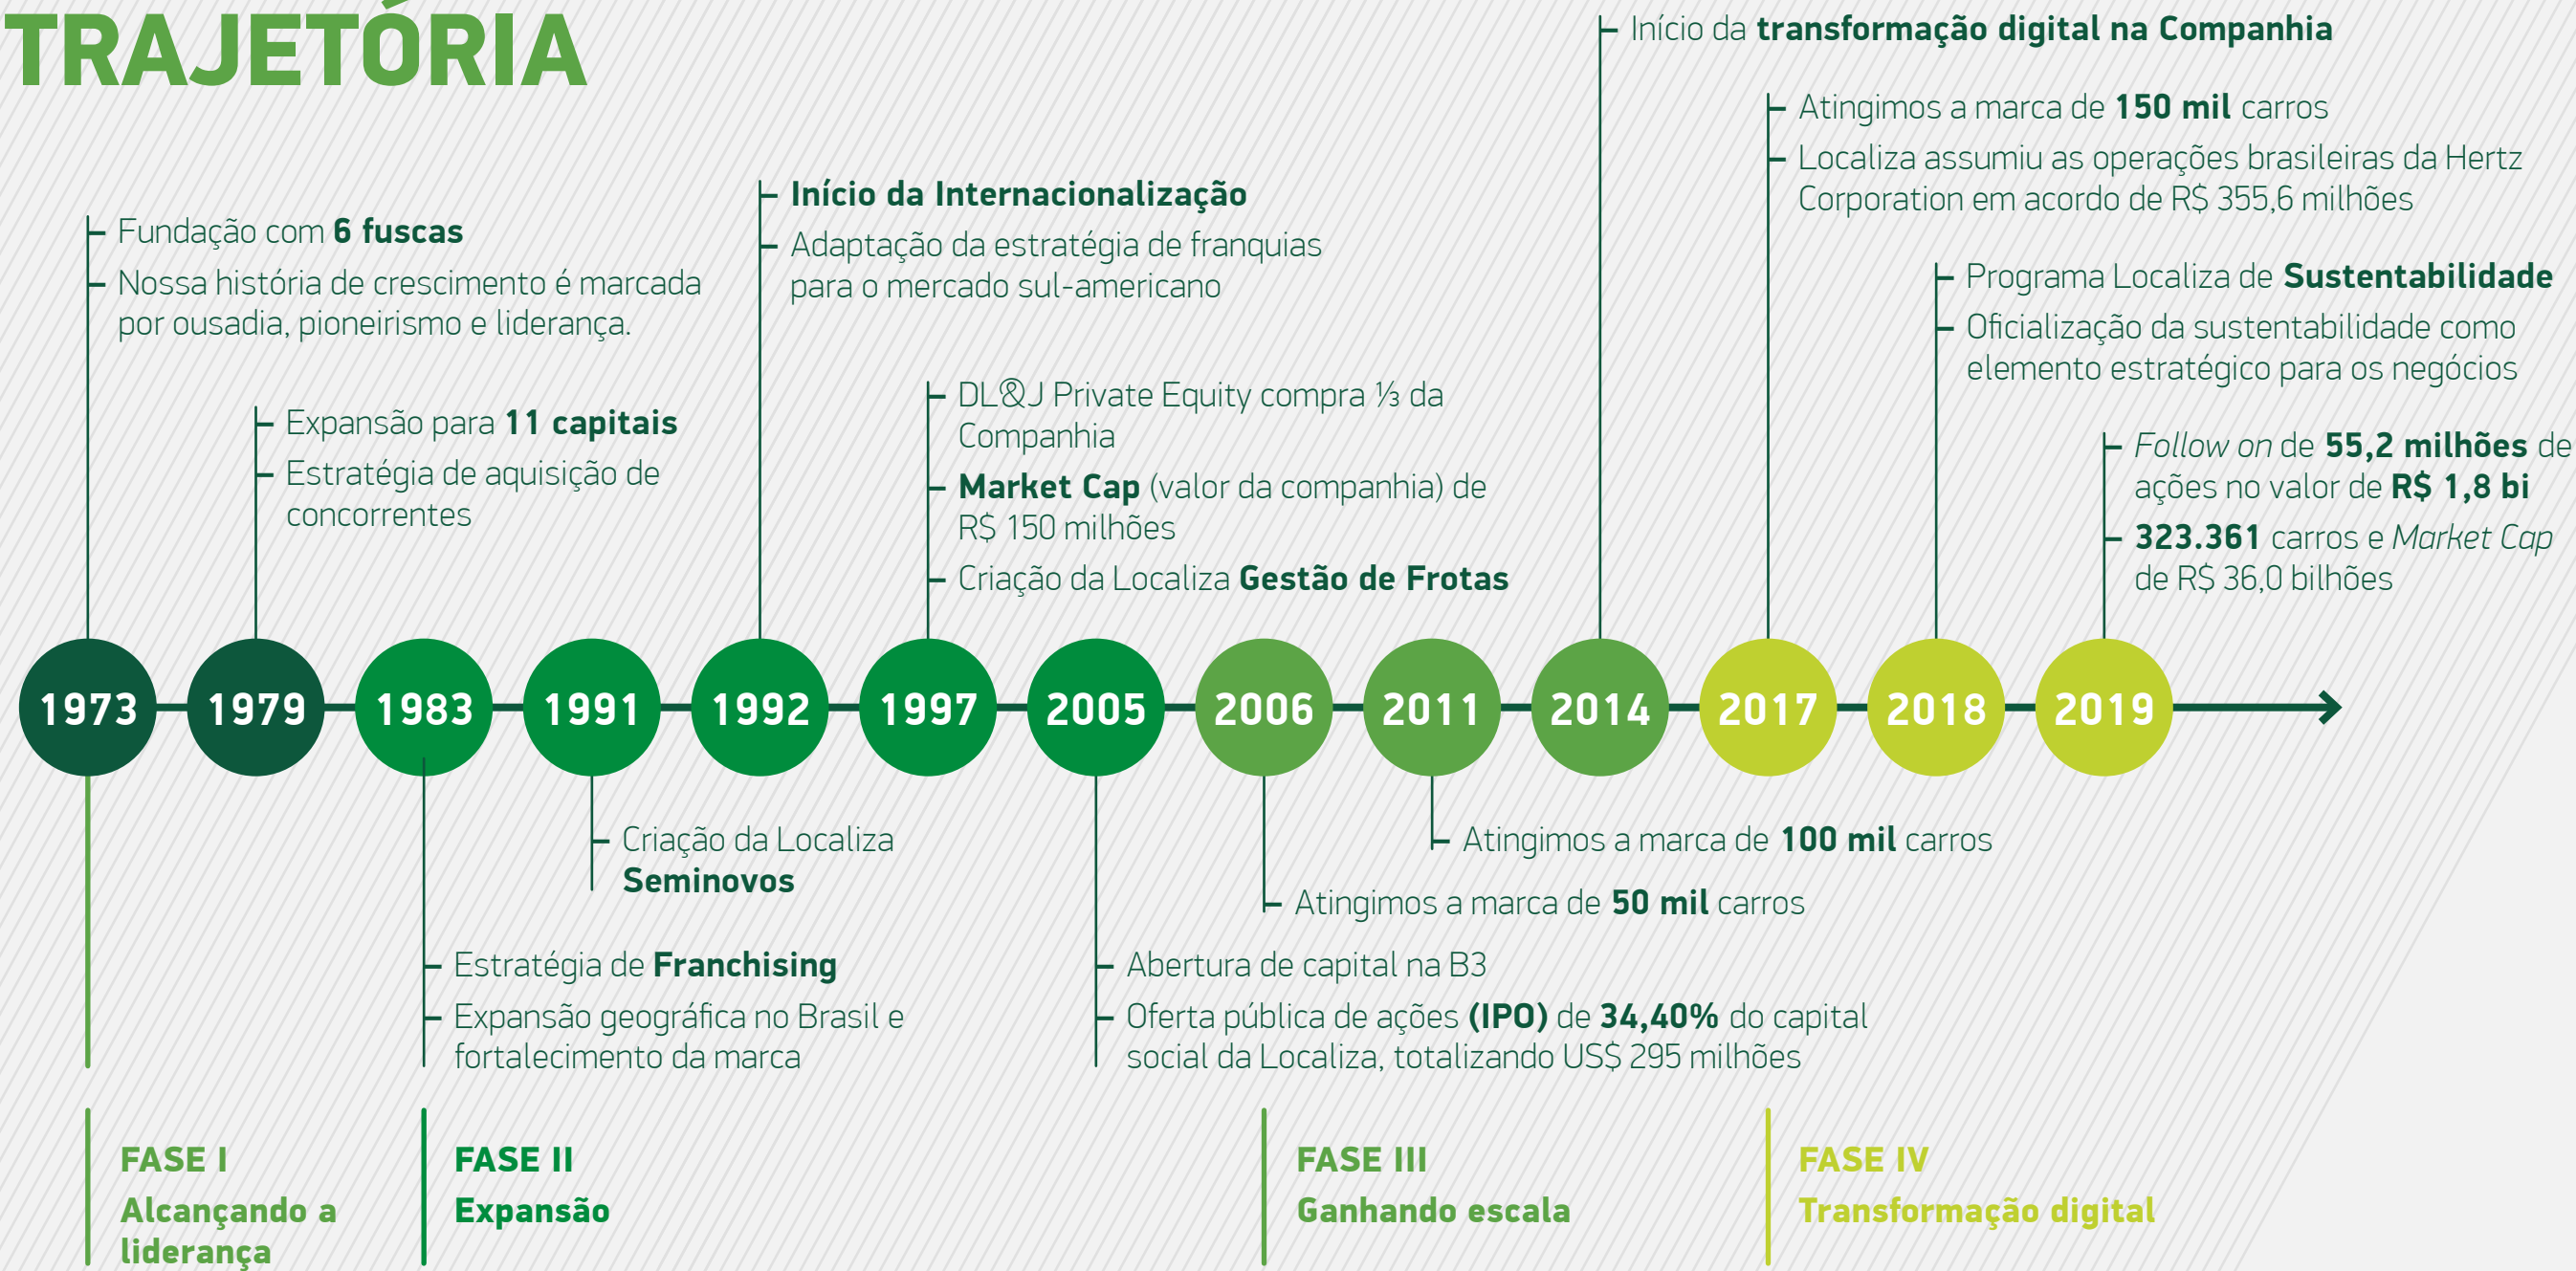 TRAJETÓRIA
Fundação com 6 fuscas
Nossa história de crescimento é marcada
por ousadia, pioneirismo e liderança.
Expansão para 11 capitais
Estratégia de aquisição de
concorrentes
Início da Internacionalização
Adaptação da estratégia de franquias
para o mercado sul-americano
DL&J Private Equity compra ⅓ da
Companhia
Market Cap (valor da companhia) de
R$ 150 milhões
Criação da Localiza Gestão de Frotas
Início da transformação digital na Companhia
Atingimos a marca de 150 mil carros
Localiza assumiu as operações brasileiras da Hertz
Corporation em acordo de R$ 355,6 milhões
Programa Localiza de Sustentabilidade
Oficialização da sustentabilidade como
elemento estratégico para os negócios
Follow on de 55,2 milhões de
ações no valor de R$ 1,8 bi
323.361 carros e Market Cap
de R$ 36,0 bilhões
1973 1979 1983 1991 1992 1997 2005 2006 2011 2014 2017 2018 2019
Criação da Localiza
Seminovos
Estratégia de Franchising
Expansão geográfica no Brasil e
fortalecimento da marca
Atingimos a marca de 100 mil carros
Atingimos a marca de 50 mil carros
Abertura de capital na B3
Oferta pública de ações (IPO) de 34,40% do capital
social da Localiza, totalizando US$ 295 milhões
FASE I
Alcançando a
liderança
FASE II
Expansão
FASE III
Ganhando escala
FASE IV
Transformação digital